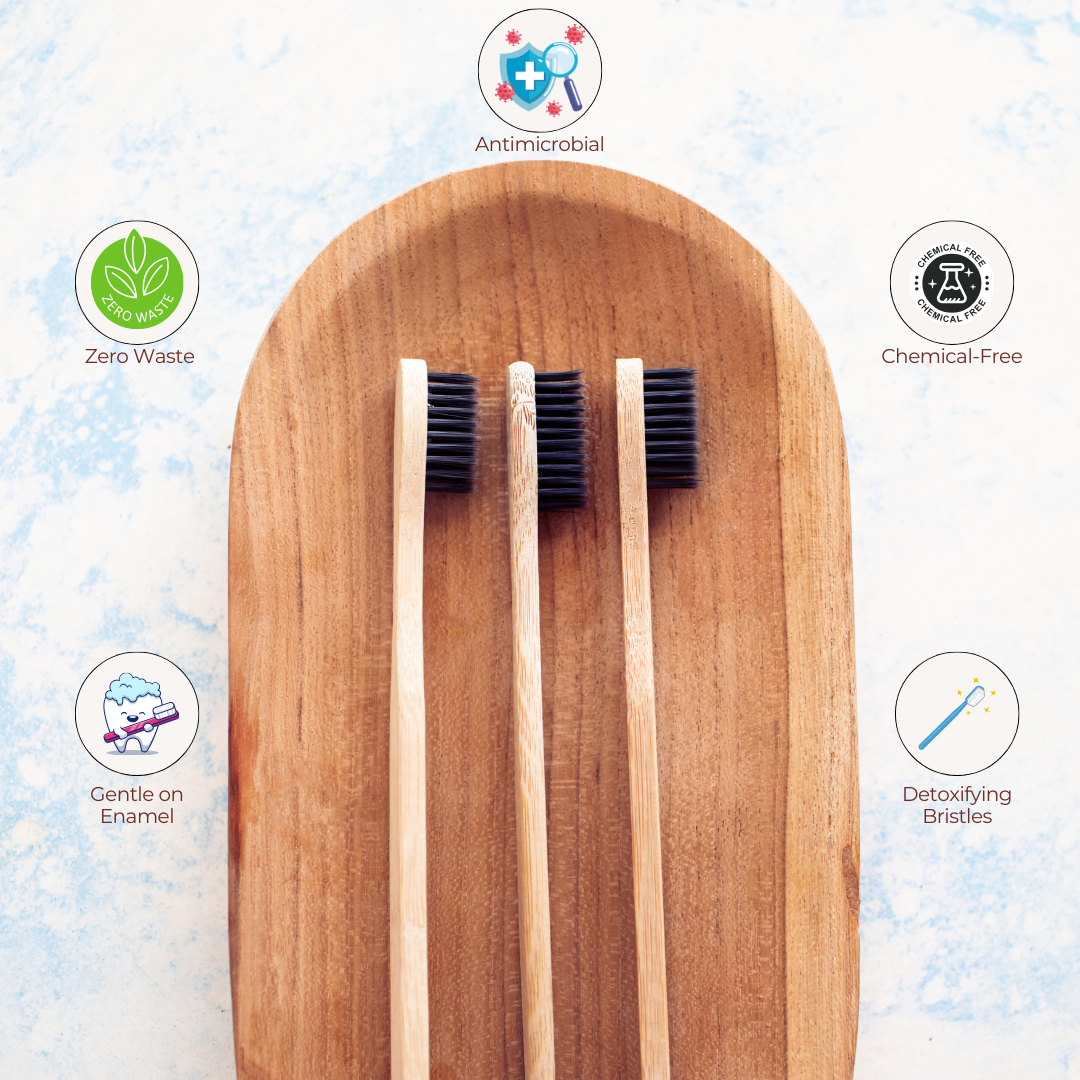 Antimicrobial
ZERO WASTE
Zero Waste
CHEMICAL FREE
CHEMICAL FREE
Chemical-Free
Gentle on
Enamel
Detoxifying
Bristles